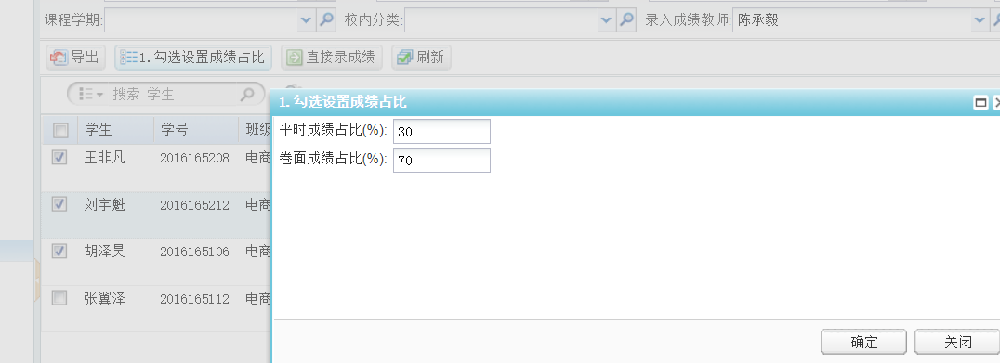 课程学期: 校内分类: 录入成绩教师: 陈承毅
导出 1.勾选设置成绩占比 直接录成绩 刷新
搜索 学生
学生 学号 班级
王非凡 2016165208 电商
刘宇魁 2016165212 电商
胡泽昊 2016165106 电商
张翼泽 2016165112 电商
1.勾选设置成绩占比
平时成绩占比(%): 30
卷面成绩占比(%): 70
确定 关闭